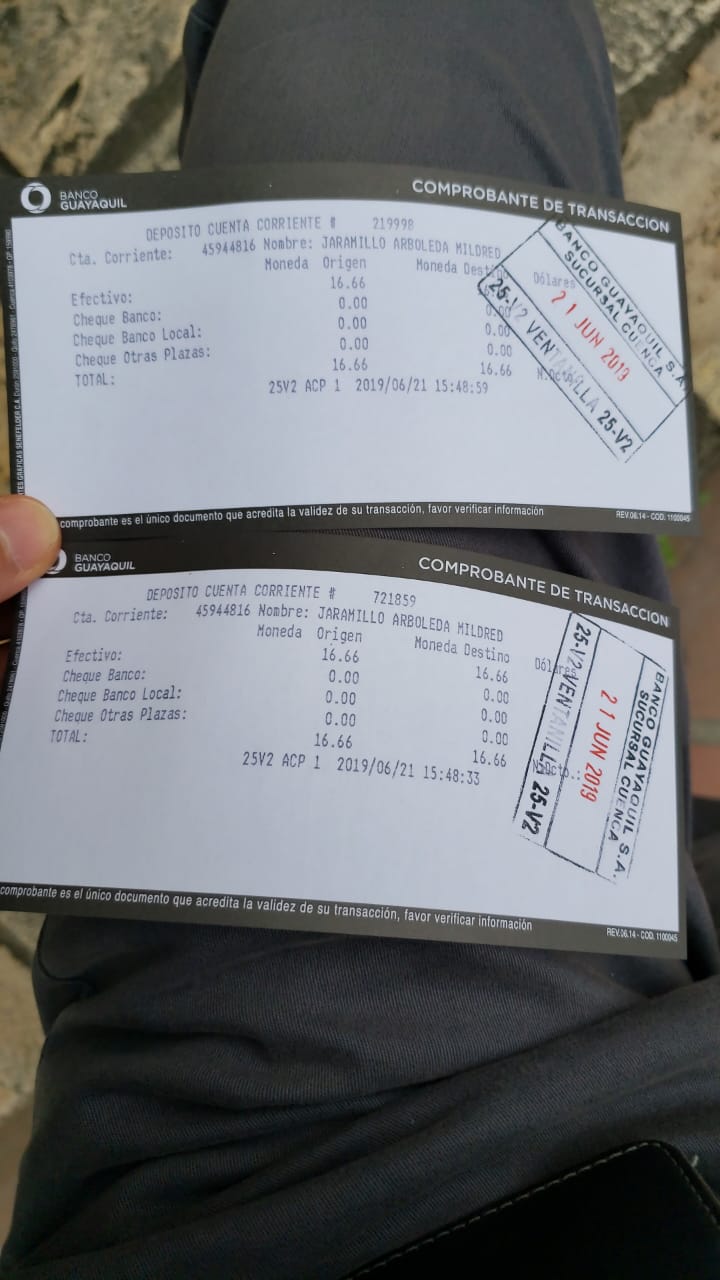 BANCO
GUAYAQUIL
COMPROBANTE DE TRANSACCION
DEPOSITO CUENTA CORRIENTE # 219998
Cta. Corriente: 45944816 Nombre: JARAMILLO ARBOLEDA MILDRED
Moneda Origen Moneda Destino Dólares
Efectivo: 16.66
Cheque Banco: 0.00 0.00
Cheque Banco Local: 0.00 0.00
Cheque Otras Plazas: 0.00 0.00
TOTAL: 16.66 16.66 N.Dcto.:
25V2 ACP 1 2019/06/21 15:48:59
BANCO GUAYAQUIL S.A.
SUCURSAL CUENCA
21 JUN 2019
25-V2 VENTANILLA 25-V2
comprobante es el único documento que acredita la validez de su transacción, favor verificar información
REV.06.14 - COD. 1100045
BANCO
GUAYAQUIL
COMPROBANTE DE TRANSACCION
DEPOSITO CUENTA CORRIENTE # 721859
Cta. Corriente: 45944816 Nombre: JARAMILLO ARBOLEDA MILDRED
Moneda Origen Moneda Destino Dólares
Efectivo: 16.66 16.66
Cheque Banco: 0.00 0.00
Cheque Banco Local: 0.00 0.00
Cheque Otras Plazas: 0.00 0.00
TOTAL: 16.66 16.66 N.Dcto.:
25V2 ACP 1 2019/06/21 15:48:33
BANCO GUAYAQUIL S.A.
SUCURSAL CUENCA
21 JUN 2019
25-V2 VENTANILLA 25-V2
comprobante es el único documento que acredita la validez de su transacción, favor verificar información
REV.06.14 - COD. 1100045